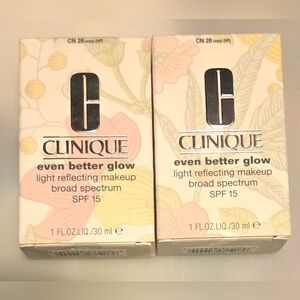 CN 28 ivory (VF)
C
CLINIQUE
even better glow
light reflecting makeup
broad spectrum
SPF 15
1 FL.OZ.LIQ./30 ml e
CN 28 ivory (VF)
C
CLINIQUE
even better glow
light reflecting makeup
broad spectrum
SPF 15
1 FL.OZ.LIQ./30 ml e